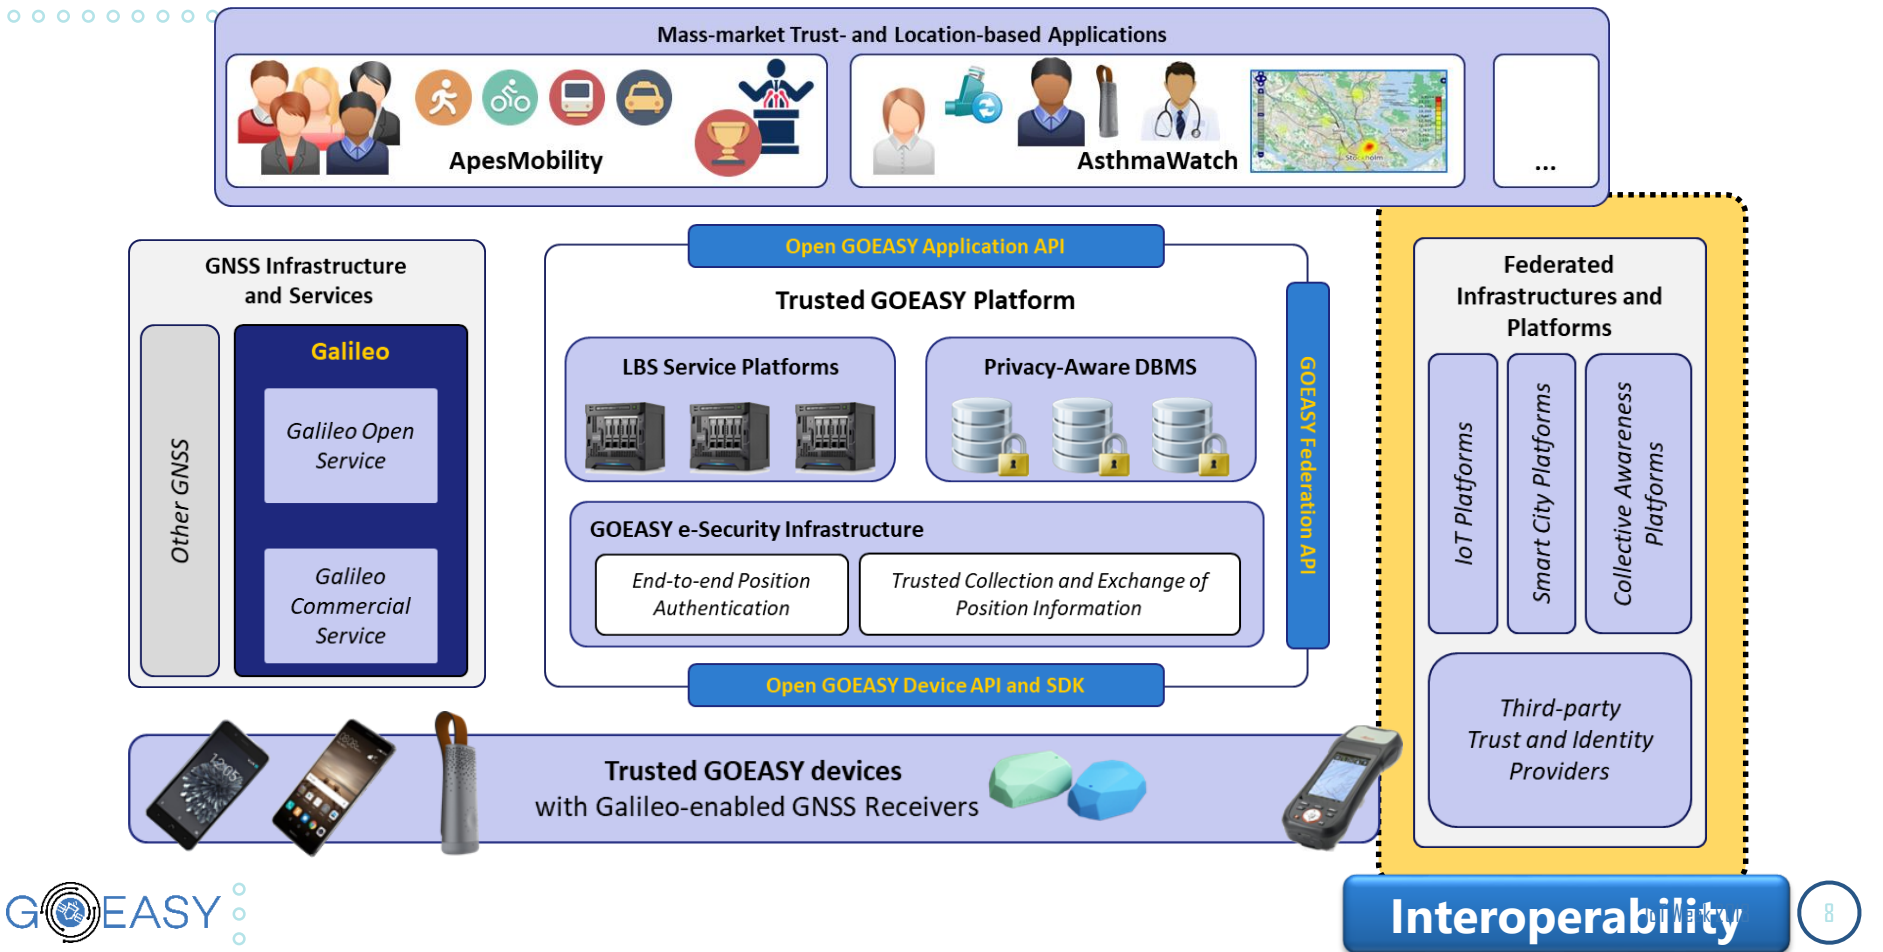 Mass-market Trust- and Location-based Applications
ApesMobility
AsthmaWatch
...
GNSS Infrastructure
and Services
Other GNSS
Galileo
Galileo Open
Service
Galileo
Commercial
Service
Open GOEASY Application API
Trusted GOEASY Platform
LBS Service Platforms
Privacy-Aware DBMS
GOEASY e-Security Infrastructure
End-to-end Position
Authentication
Trusted Collection and Exchange of
Position Information
GOEASY Federation API
Open GOEASY Device API and SDK
Federated
Infrastructures and
Platforms
IoT Platforms
Smart City Platforms
Collective Awareness
Platforms
Third-party
Trust and Identity
Providers
Trusted GOEASY devices
with Galileo-enabled GNSS Receivers
GOEASY
Interoperability
8